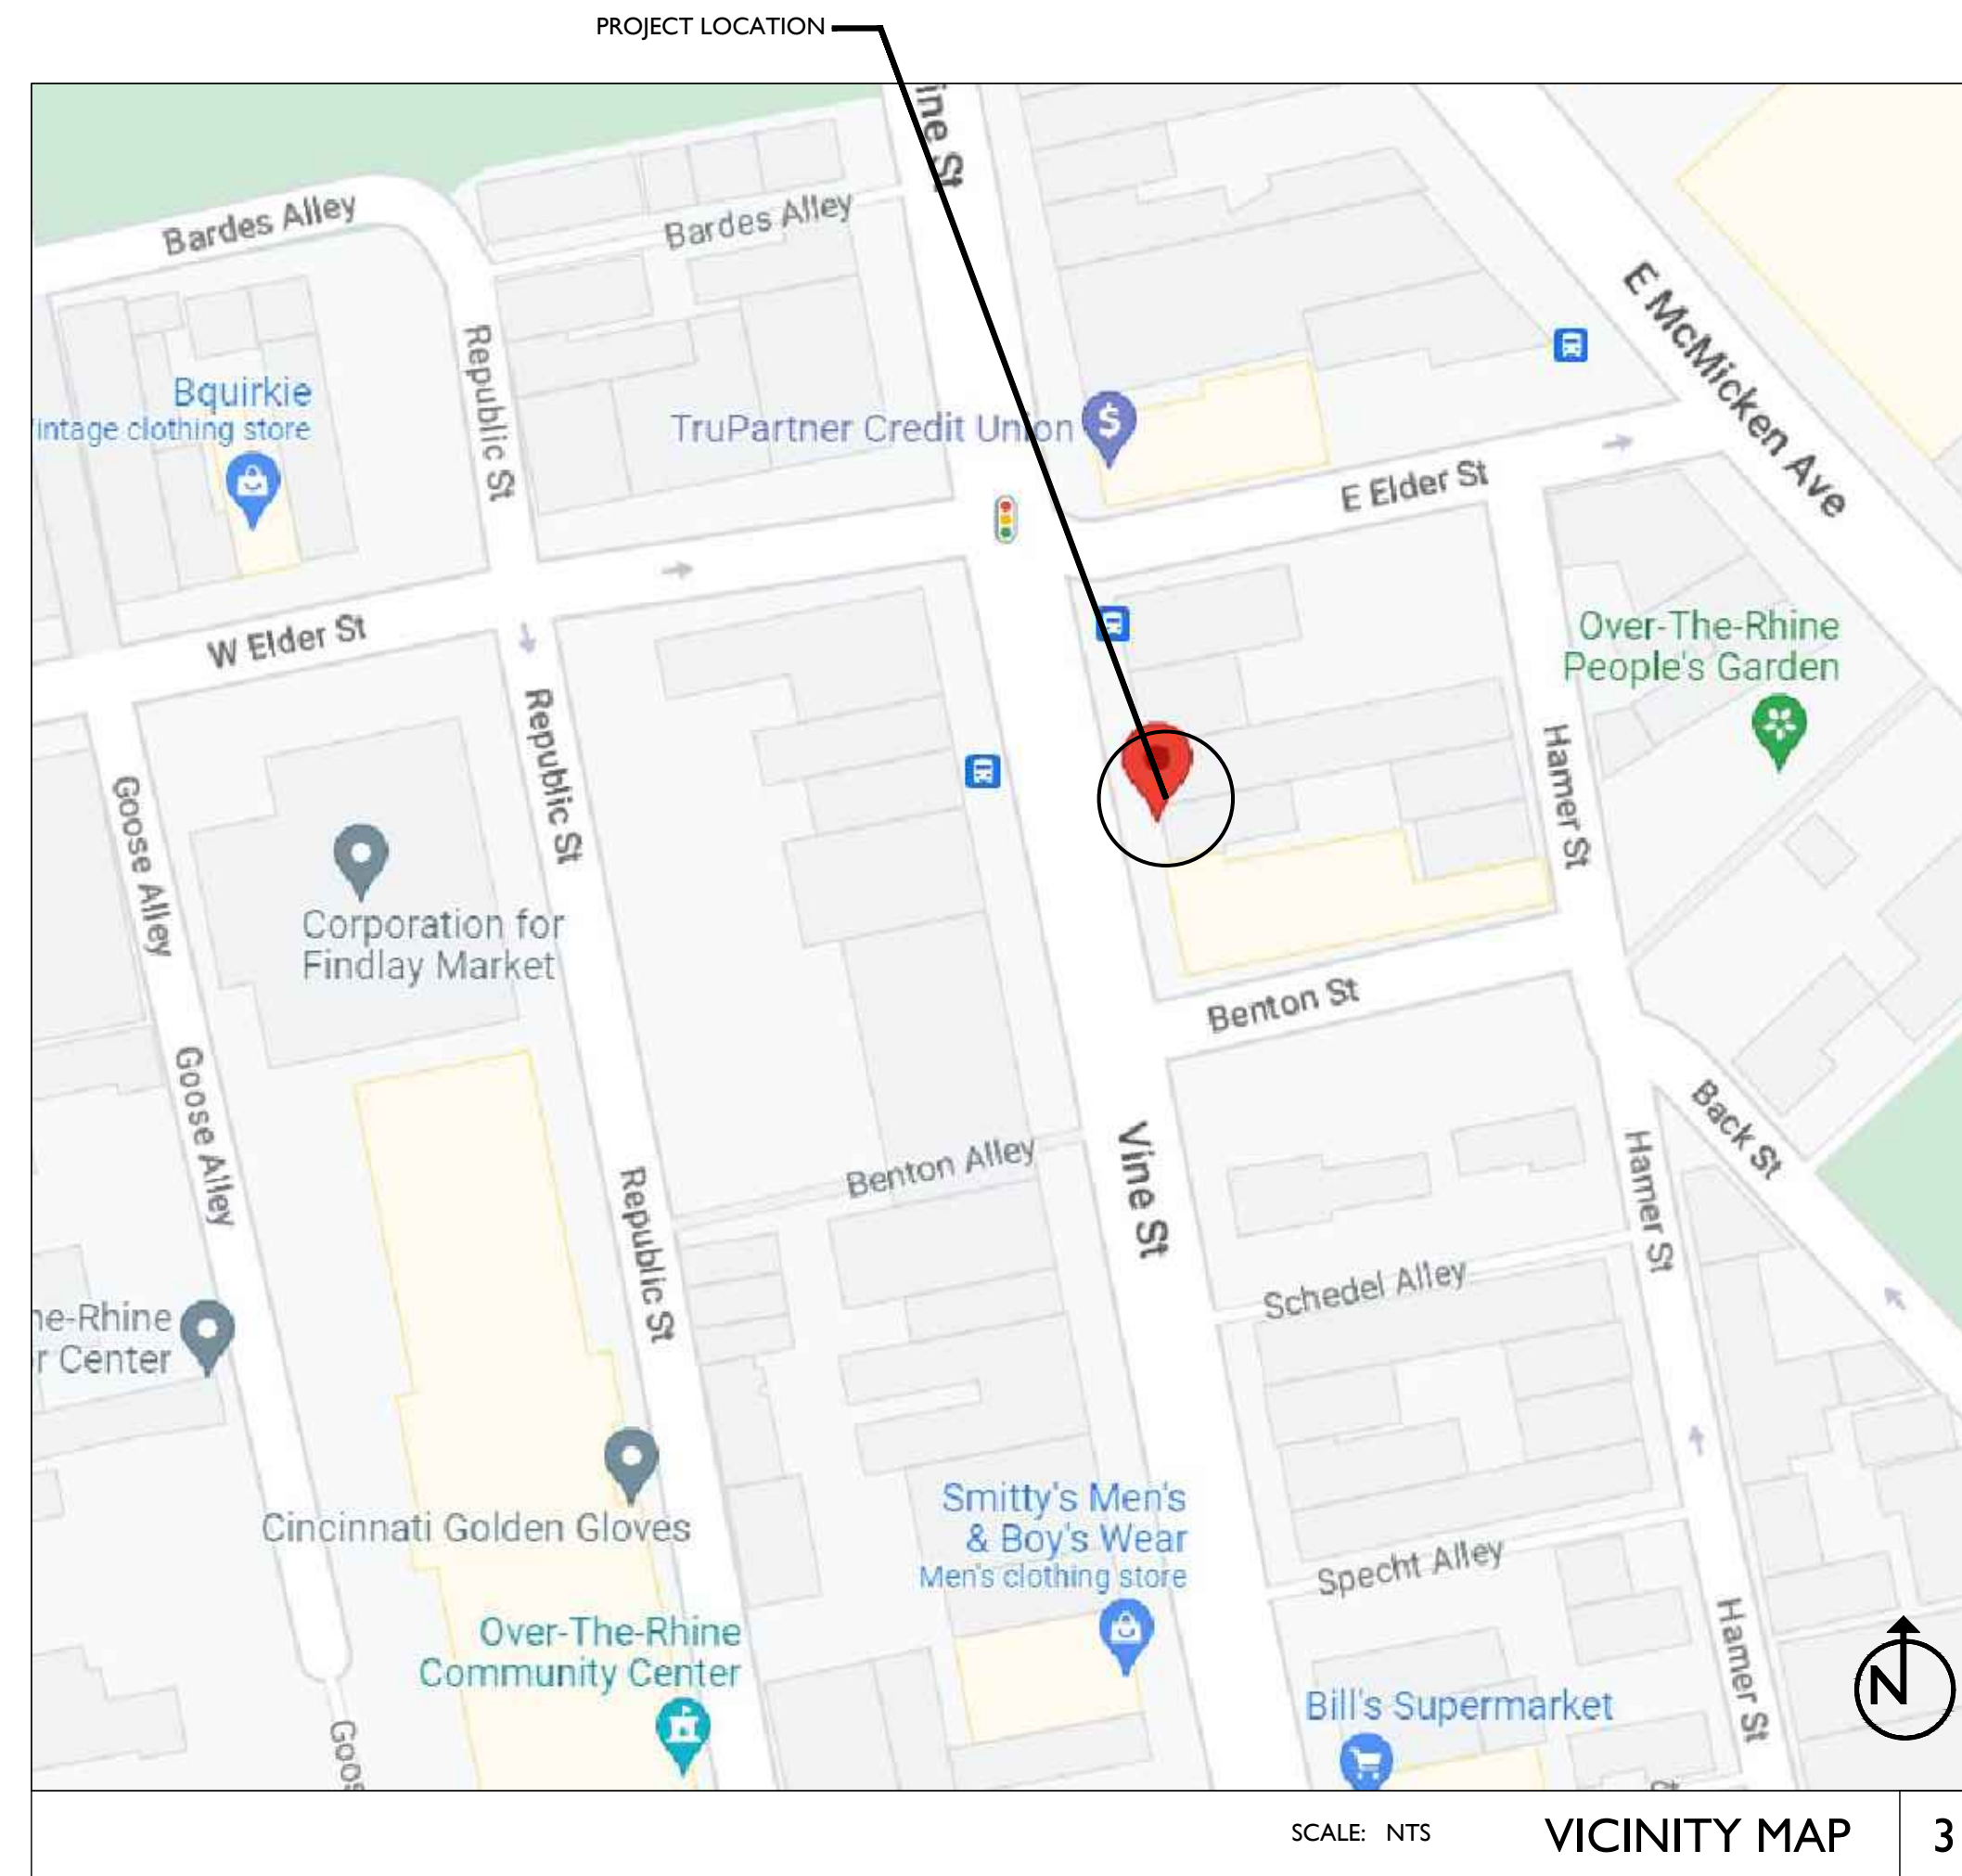 PROJECT LOCATION
ine St
Bardes Alley
Bardes Alley
E McMicken Ave
Republic St
Bquirkie
intage clothing store
TruPartner Credit Union
$
E Elder St
W Elder St
Over-The-Rhine
People's Garden
Republic St
Hamer St
Goose Alley
Corporation for
Findlay Market
Benton St
Goose Alley
Back St
Vine St
Benton Alley
Hamer St
Republic St
Schedel Alley
he-Rhine
r Center
Smitty's Men's
& Boy's Wear
Men's clothing store
Cincinnati Golden Gloves
Specht Alley
Over-The-Rhine
Community Center
Hamer St
Bill's Supermarket
N
Goos
SCALE: NTS
VICINITY MAP
3